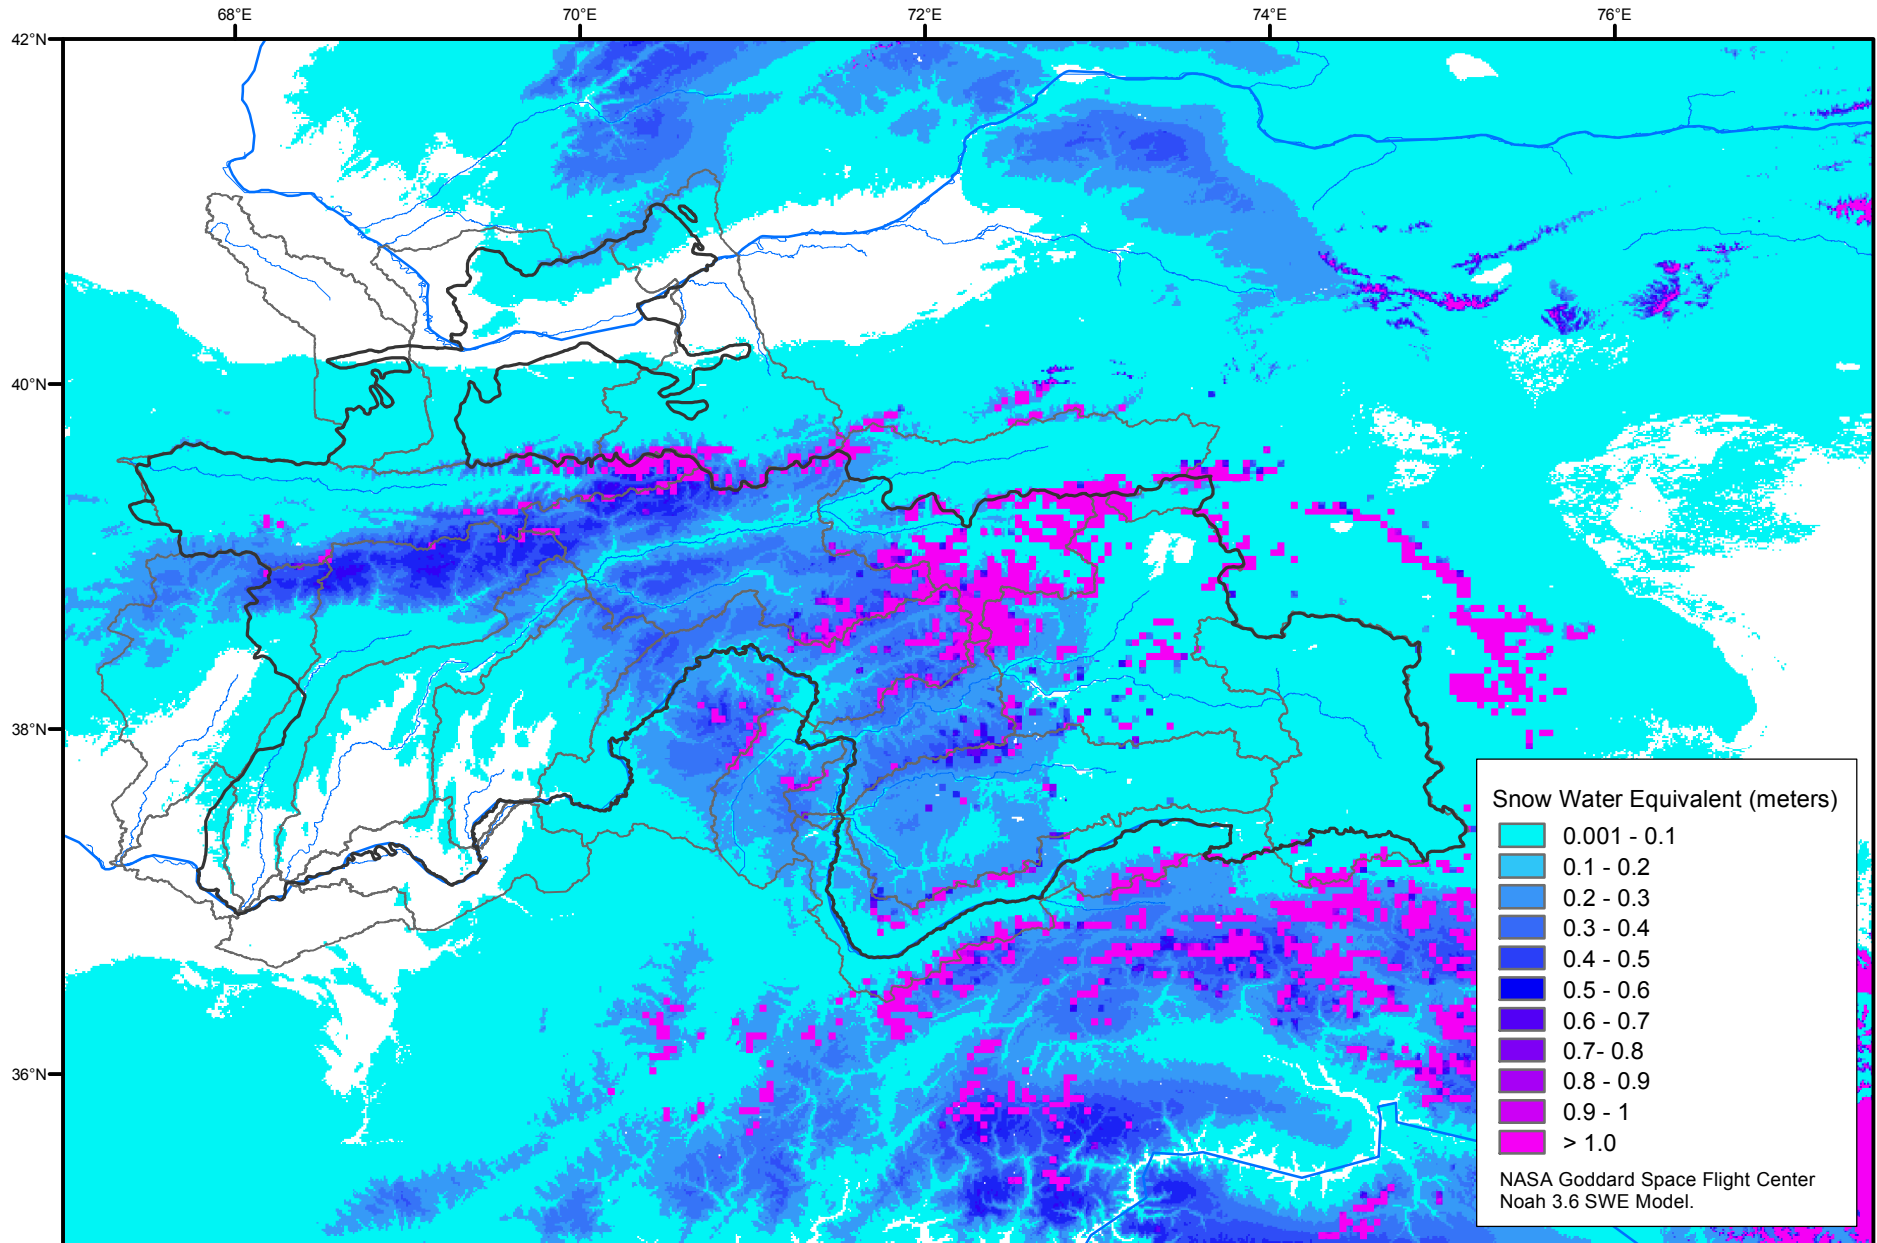 68°E 70°E 72°E 74°E 76°E
42°N
40°N
38°N
36°N
Snow Water Equivalent (meters)
0.001 - 0.1
0.1 - 0.2
0.2 - 0.3
0.3 - 0.4
0.4 - 0.5
0.5 - 0.6
0.6 - 0.7
0.7- 0.8
0.8 - 0.9
0.9 - 1
> 1.0
NASA Goddard Space Flight Center
Noah 3.6 SWE Model.